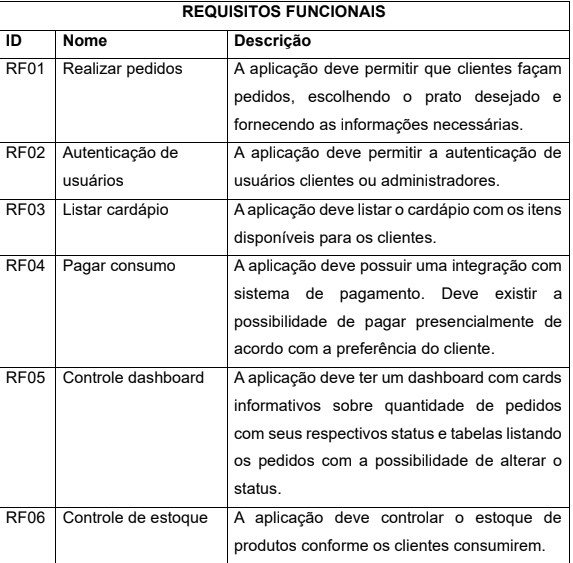 REQUISITOS FUNCIONAIS
ID Nome Descrição
RF01 Realizar pedidos A aplicação deve permitir que clientes façam
pedidos, escolhendo o prato desejado e
fornecendo as informações necessárias.
RF02 Autenticação de A aplicação deve permitir a autenticação de
usuários usuários clientes ou administradores.
RF03 Listar cardápio A aplicação deve listar o cardápio com os itens
disponíveis para os clientes.
RF04 Pagar consumo A aplicação deve possuir uma integração com
sistema de pagamento. Deve existir a
possibilidade de pagar presencialmente de
acordo com a preferência do cliente.
RF05 Controle dashboard A aplicação deve ter um dashboard com cards
informativos sobre quantidade de pedidos
com seus respectivos status e tabelas listando
os pedidos com a possibilidade de alterar o
status.
RF06 Controle de estoque A aplicação deve controlar o estoque de
produtos conforme os clientes consumirem.